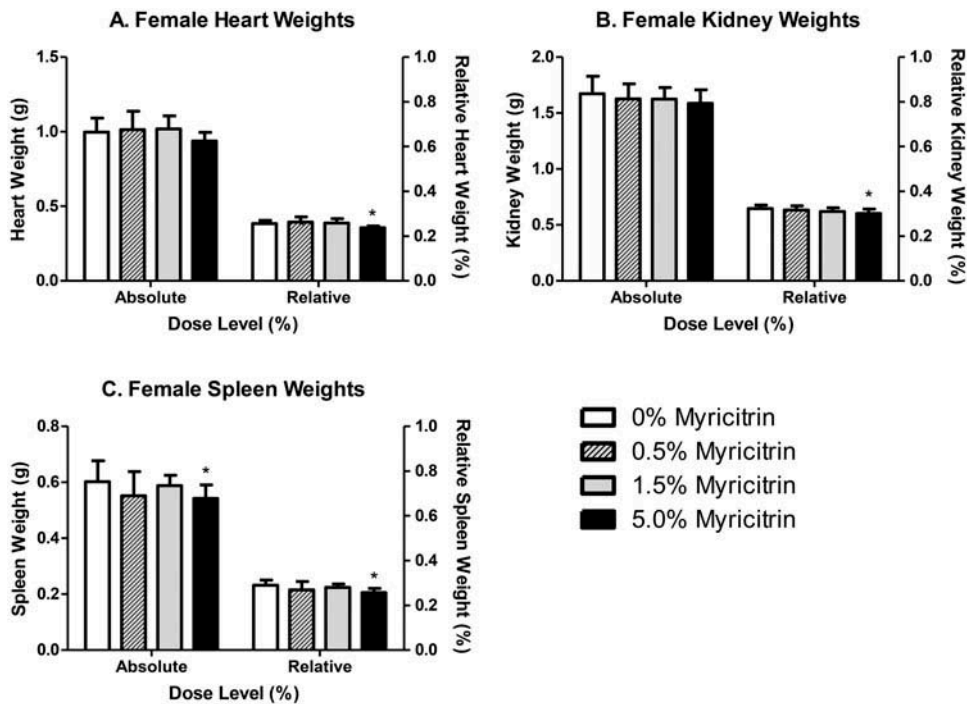 A. Female Heart Weights
Heart Weight (g)
1.5
1.0
0.5
0.0
Relative Heart Weight (%)
1.0
0.8
0.6
0.4
0.2
0.0
*
Absolute
Relative
Dose Level (%)
B. Female Kidney Weights
Kidney Weight (g)
2.0
1.5
1.0
0.5
0.0
Relative Kidney Weight (%)
1.0
0.8
0.6
0.4
0.2
0.0
*
Absolute
Relative
Dose Level (%)
C. Female Spleen Weights
Spleen Weight (g)
0.8
0.6
0.4
0.2
0.0
Relative Spleen Weight (%)
1.0
0.8
0.6
0.4
0.2
0.0
*
*
Absolute
Relative
Dose Level (%)
0% Myricitrin
0.5% Myricitrin
1.5% Myricitrin
5.0% Myricitrin